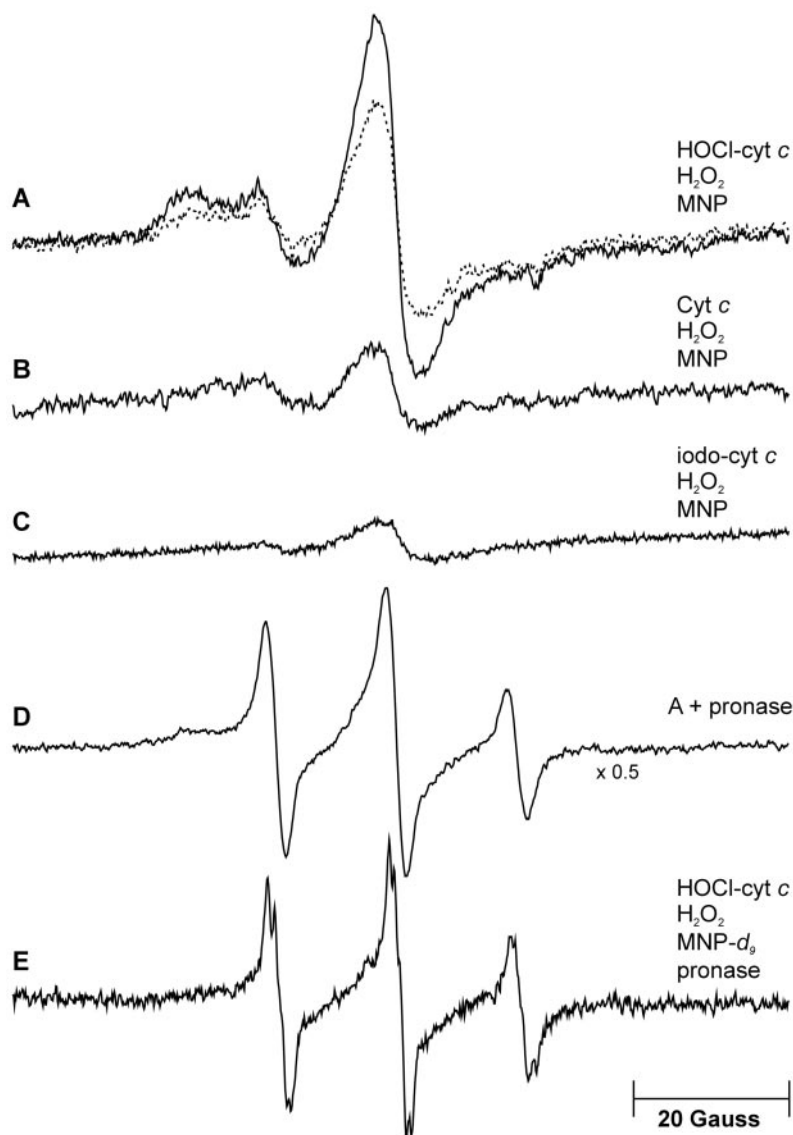 A
HOCl-cyt c
H₂O₂
MNP
B
Cyt c
H₂O₂
MNP
C
iodo-cyt c
H₂O₂
MNP
D
A + pronase
x 0.5
E
HOCl-cyt c
H₂O₂
MNP-d₉
pronase
20 Gauss